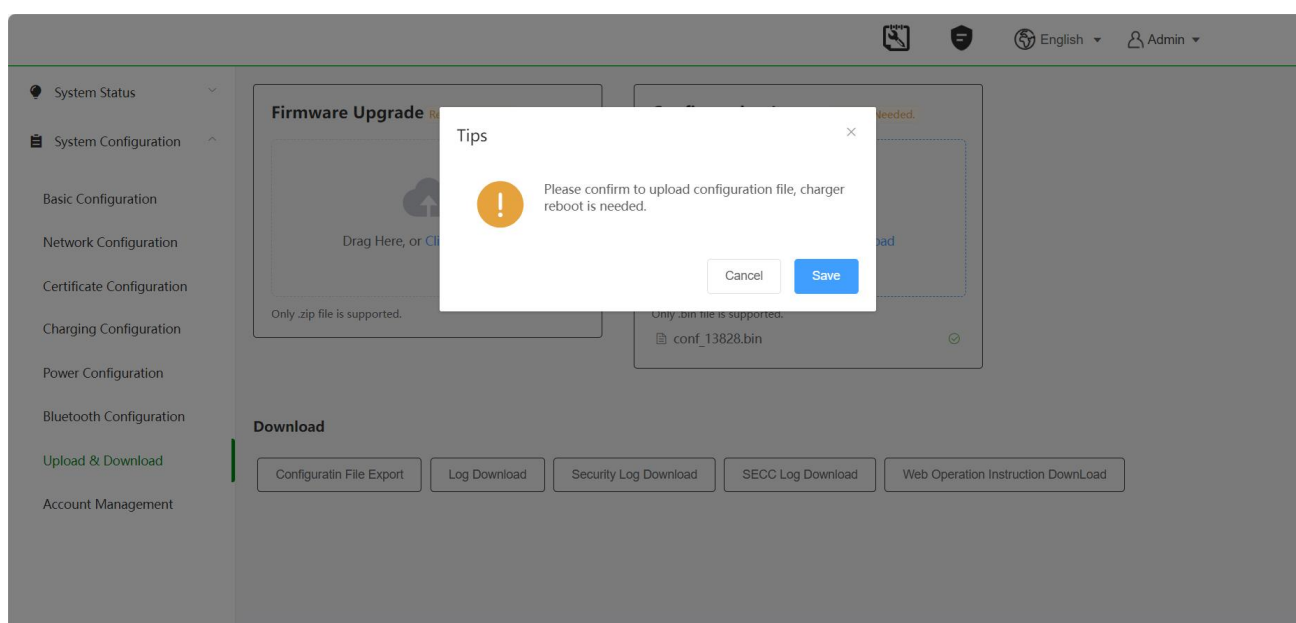 English
Admin
System Status
System Configuration
Basic Configuration
Network Configuration
Certificate Configuration
Charging Configuration
Power Configuration
Bluetooth Configuration
Upload & Download
Account Management
Firmware Upgrade
Needed.
Drag Here, or
Only .zip file is supported.
Tips
Please confirm to upload configuration file, charger
reboot is needed.
Cancel
Save
Only .bin file is supported.
conf_13828.bin
Download
Configuratin File Export
Log Download
Security Log Download
SECC Log Download
Web Operation Instruction DownLoad